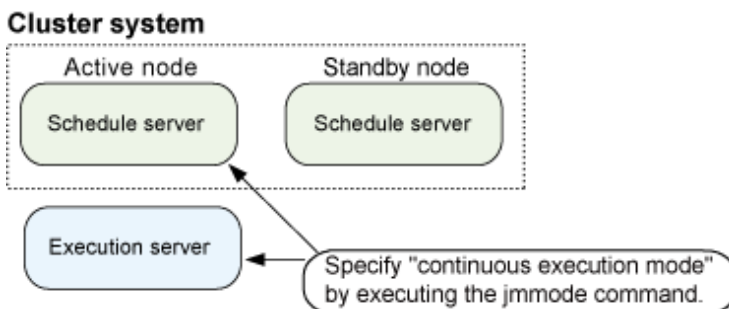 Cluster system
Active node
Standby node
Schedule server
Schedule server
Execution server
Specify "continuous execution mode"
by executing the jmmode command.